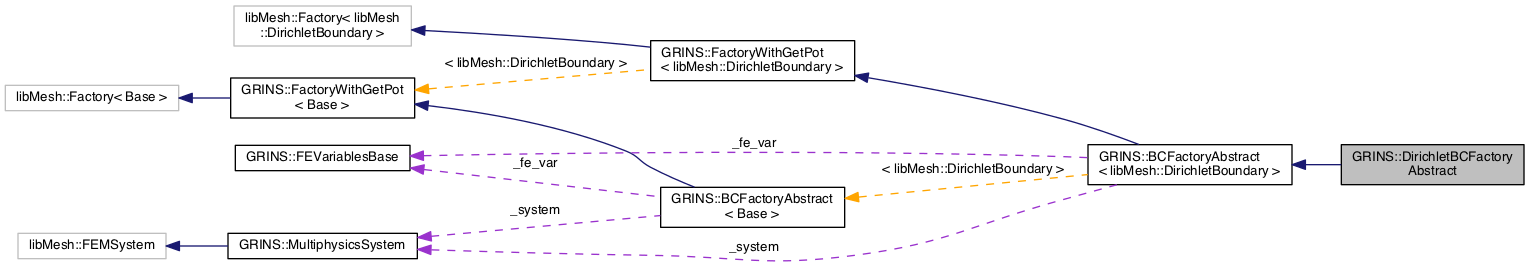 libMesh::Factory< libMesh
::DirichletBoundary >
GRINS::FactoryWithGetPot
< libMesh::DirichletBoundary >
< libMesh::DirichletBoundary >
libMesh::Factory< Base >
GRINS::FactoryWithGetPot
< Base >
_fe_var
GRINS::FEVariablesBase
_fe_var
GRINS::BCFactoryAbstract
< libMesh::DirichletBoundary >
GRINS::DirichletBCFactory
Abstract
< libMesh::DirichletBoundary >
GRINS::BCFactoryAbstract
< Base >
_system
libMesh::FEMSystem
GRINS::MultiphysicsSystem
_system